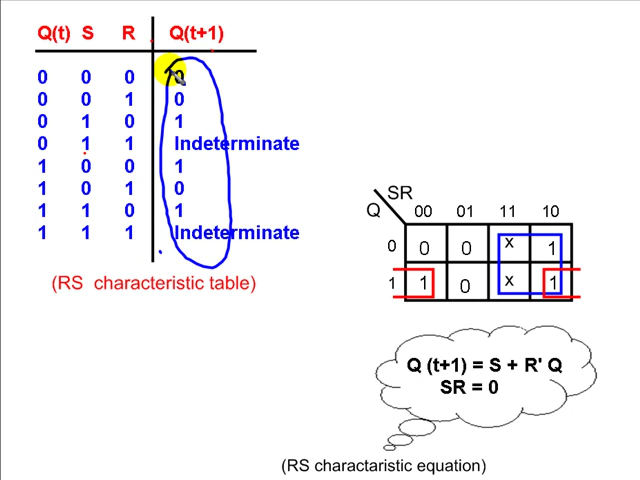 Q(t) S R Q(t+1)
0 0 0 0
0 0 1 0
0 1 0 1
0 1 1 Indeterminate
1 0 0 1
1 0 1 0
1 1 0 1
1 1 1 Indeterminate
(RS characteristic table)
SR
Q 00 01 11 10
0 0 0 x 1
1 1 0 x 1
Q (t+1) = S + R' Q
SR = 0
(RS charactaristic equation)